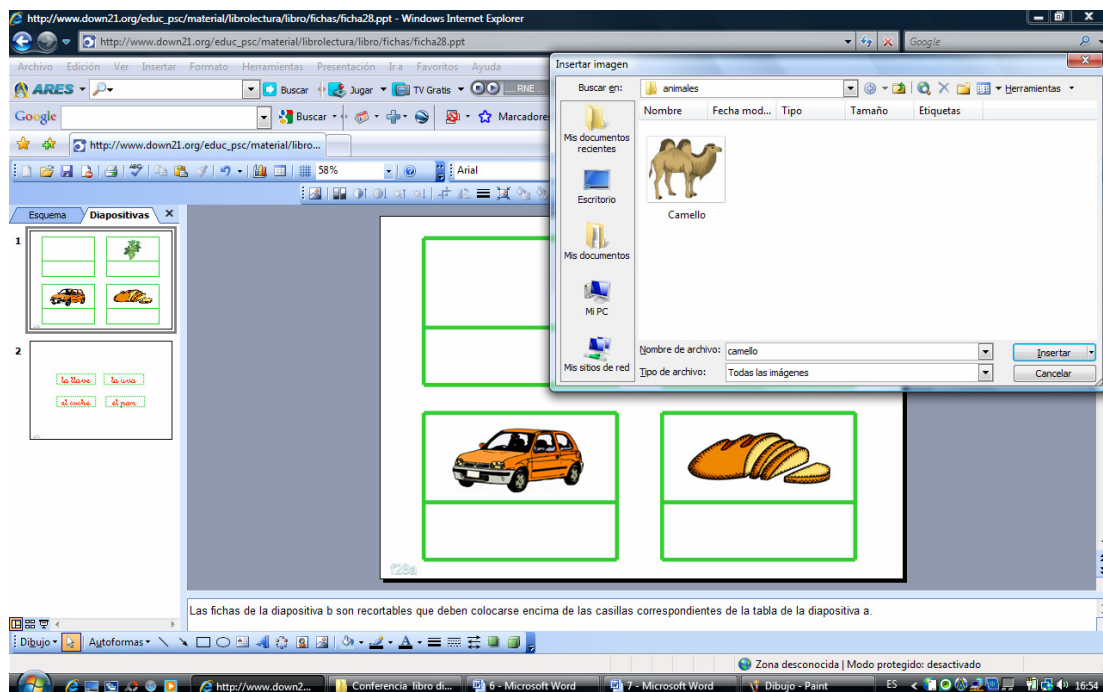 http://www.down21.org/educ_psc/material/librolectura/libro/fichas/ficha28.ppt - Windows Internet Explorer
http://www.down21.org/educ_psc/material/librolectura/libro/fichas/ficha28.ppt
Google
Archivo Edición Ver Insertar Formato Herramientas Presentación Ir a Favoritos Ayuda
ARES
Buscar
Jugar
TV Gratis
.... RNE ...
Google
Buscar
Marcadores
http://www.down21.org/educ_psc/material/libro...
58%
Arial
Esquema
Diapositivas
X
1
2
la llave
la uva
el coche
el pan
Insertar imagen
Buscar en:
animales
Herramientas
Nombre Fecha mod... Tipo Tamaño Etiquetas
Mis documentos recientes
Escritorio
Mis documentos
Mi PC
Mis sitios de red
Camello
Nombre de archivo: camello
Insertar
Tipo de archivo: Todas las imágenes
Cancelar
f28a
Las fichas de la diapositiva b son recortables que deben colocarse encima de las casillas correspondientes de la tabla de la diapositiva a.
Dibujo
Autoformas
A
Zona desconocida | Modo protegido: desactivado
http://www.down2...
Conferencia libro di...
6 - Microsoft Word
7 - Microsoft Word
Dibujo - Paint
ES
16:54